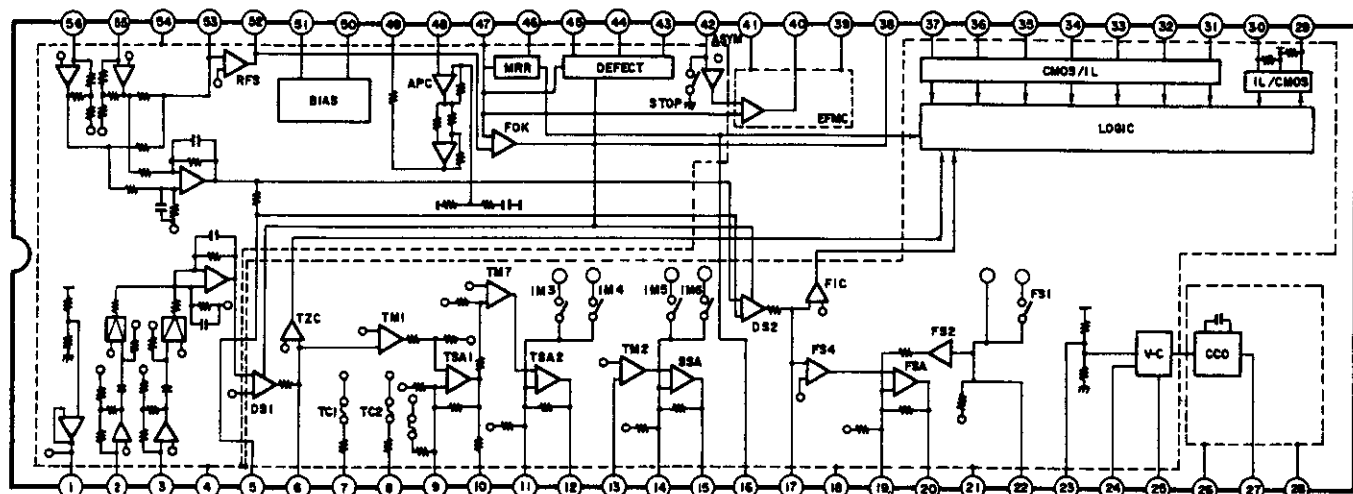 56 55 54 53 52 51 50 49 48 47 46 45 44 43 42 41 40 39 38 37 36 35 34 33 32 31 30 29
ASYM
RFS
APC
MRR
DEFECT
CMOS/IL
IL/CMOS
BIAS
STOP
EFMC
LOGIC
FOK
TM7
IM3
IM4
IM5
IM6
FIC
FS1
TZC
TM1
DS2
FS2
TSA1
TSA2
TM2
SSA
FS4
FSA
V-C
CCO
DS1
TC1
TC2
1 2 3 4 5 6 7 8 9 10 11 12 13 14 15 16 17 18 19 20 21 22 23 24 25 26 27 28